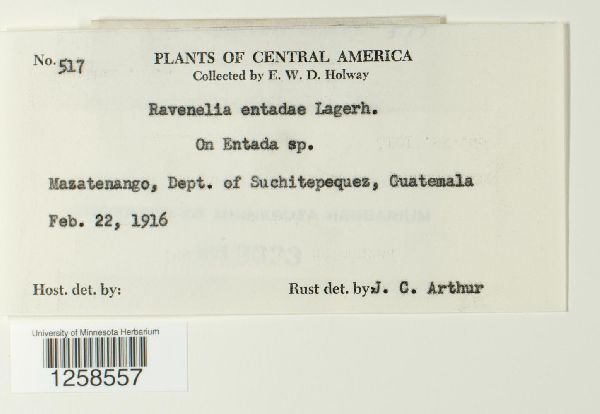 No. 517
PLANTS OF CENTRAL AMERICA
Collected by E. W. D. Holway
Ravenelia entadae Lagerh.
On Entada sp.
Mazatenango, Dept. of Suchitepequez, Guatemala
Feb. 22, 1916
Host. det. by:
Rust det. by: J. C. Arthur
University of Minnesota Herbarium
1258557